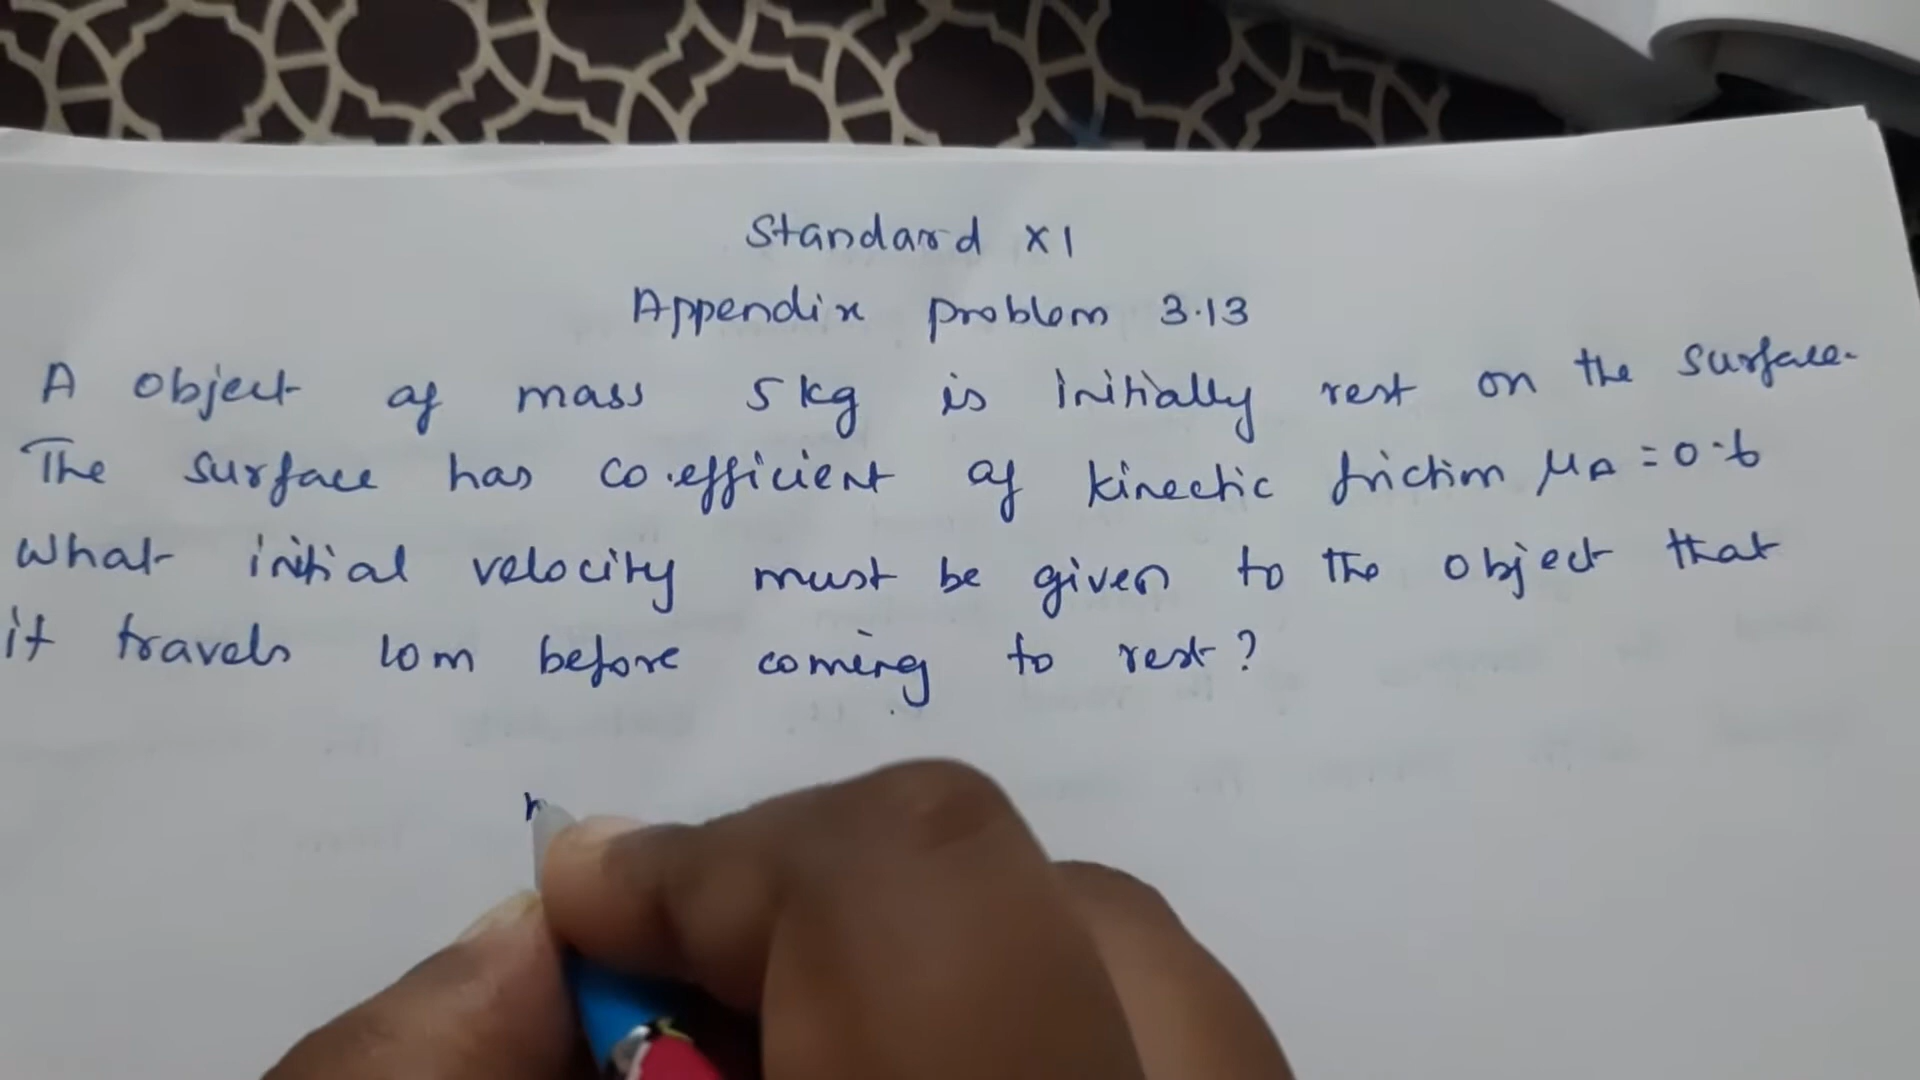 Standard XI
Appendix problem 3.13
A object of mass 5kg is initially rest on the surface.
The surface has co.efficient of kinectic friction μA = 0.6
what initial velocity must be given to the object that
it travels 10m before coming to rest?